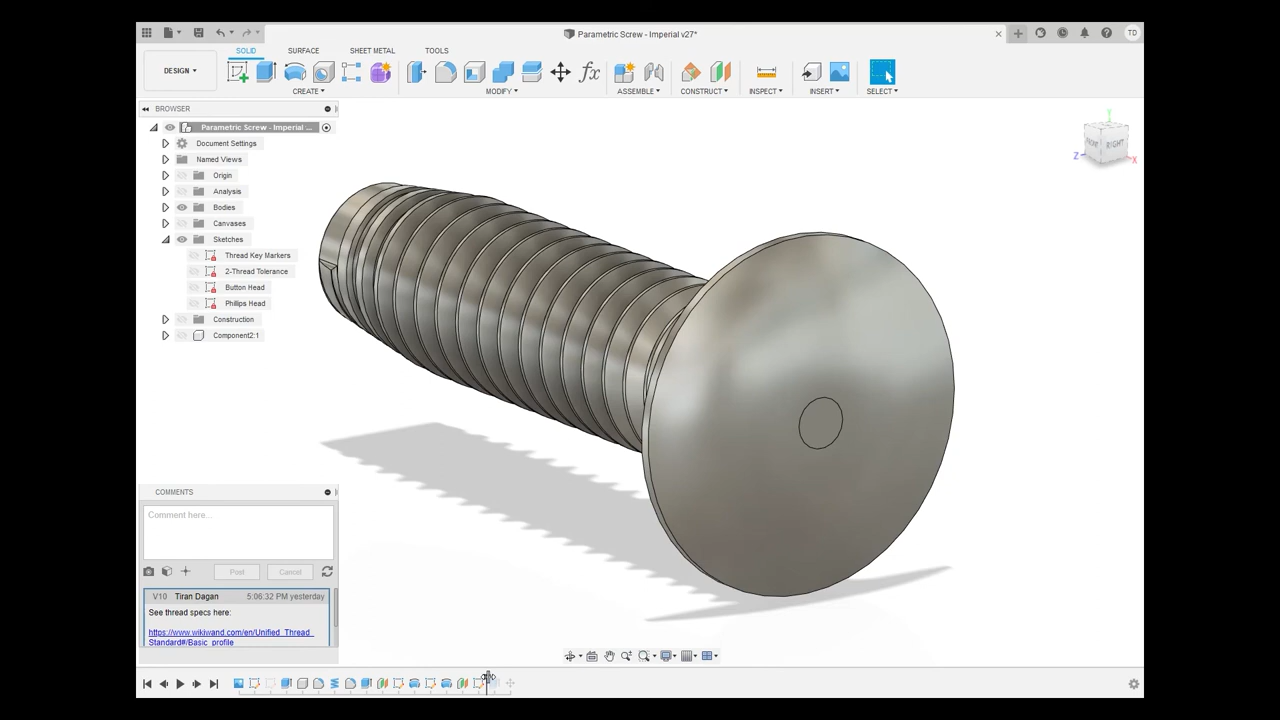 Parametric Screw - Imperial v27*
TD
SOLID
SURFACE
SHEET METAL
TOOLS
DESIGN
CREATE
MODIFY
ASSEMBLE
CONSTRUCT
INSPECT
INSERT
SELECT
BROWSER
Parametric Screw - Imperial ...
Document Settings
Named Views
Origin
Analysis
Bodies
Canvases
Sketches
Thread Key Markers
2-Thread Tolerance
Button Head
Phillips Head
Construction
Component2:1
Y
Z
X
FRONT
RIGHT
COMMENTS
Comment here...
Post
Cancel
V10 Tiran Dagan 5:06:32 PM yesterday
See thread specs here:
https://www.wikiwand.com/en/Unified_Thread_
Standard#/Basic_profile